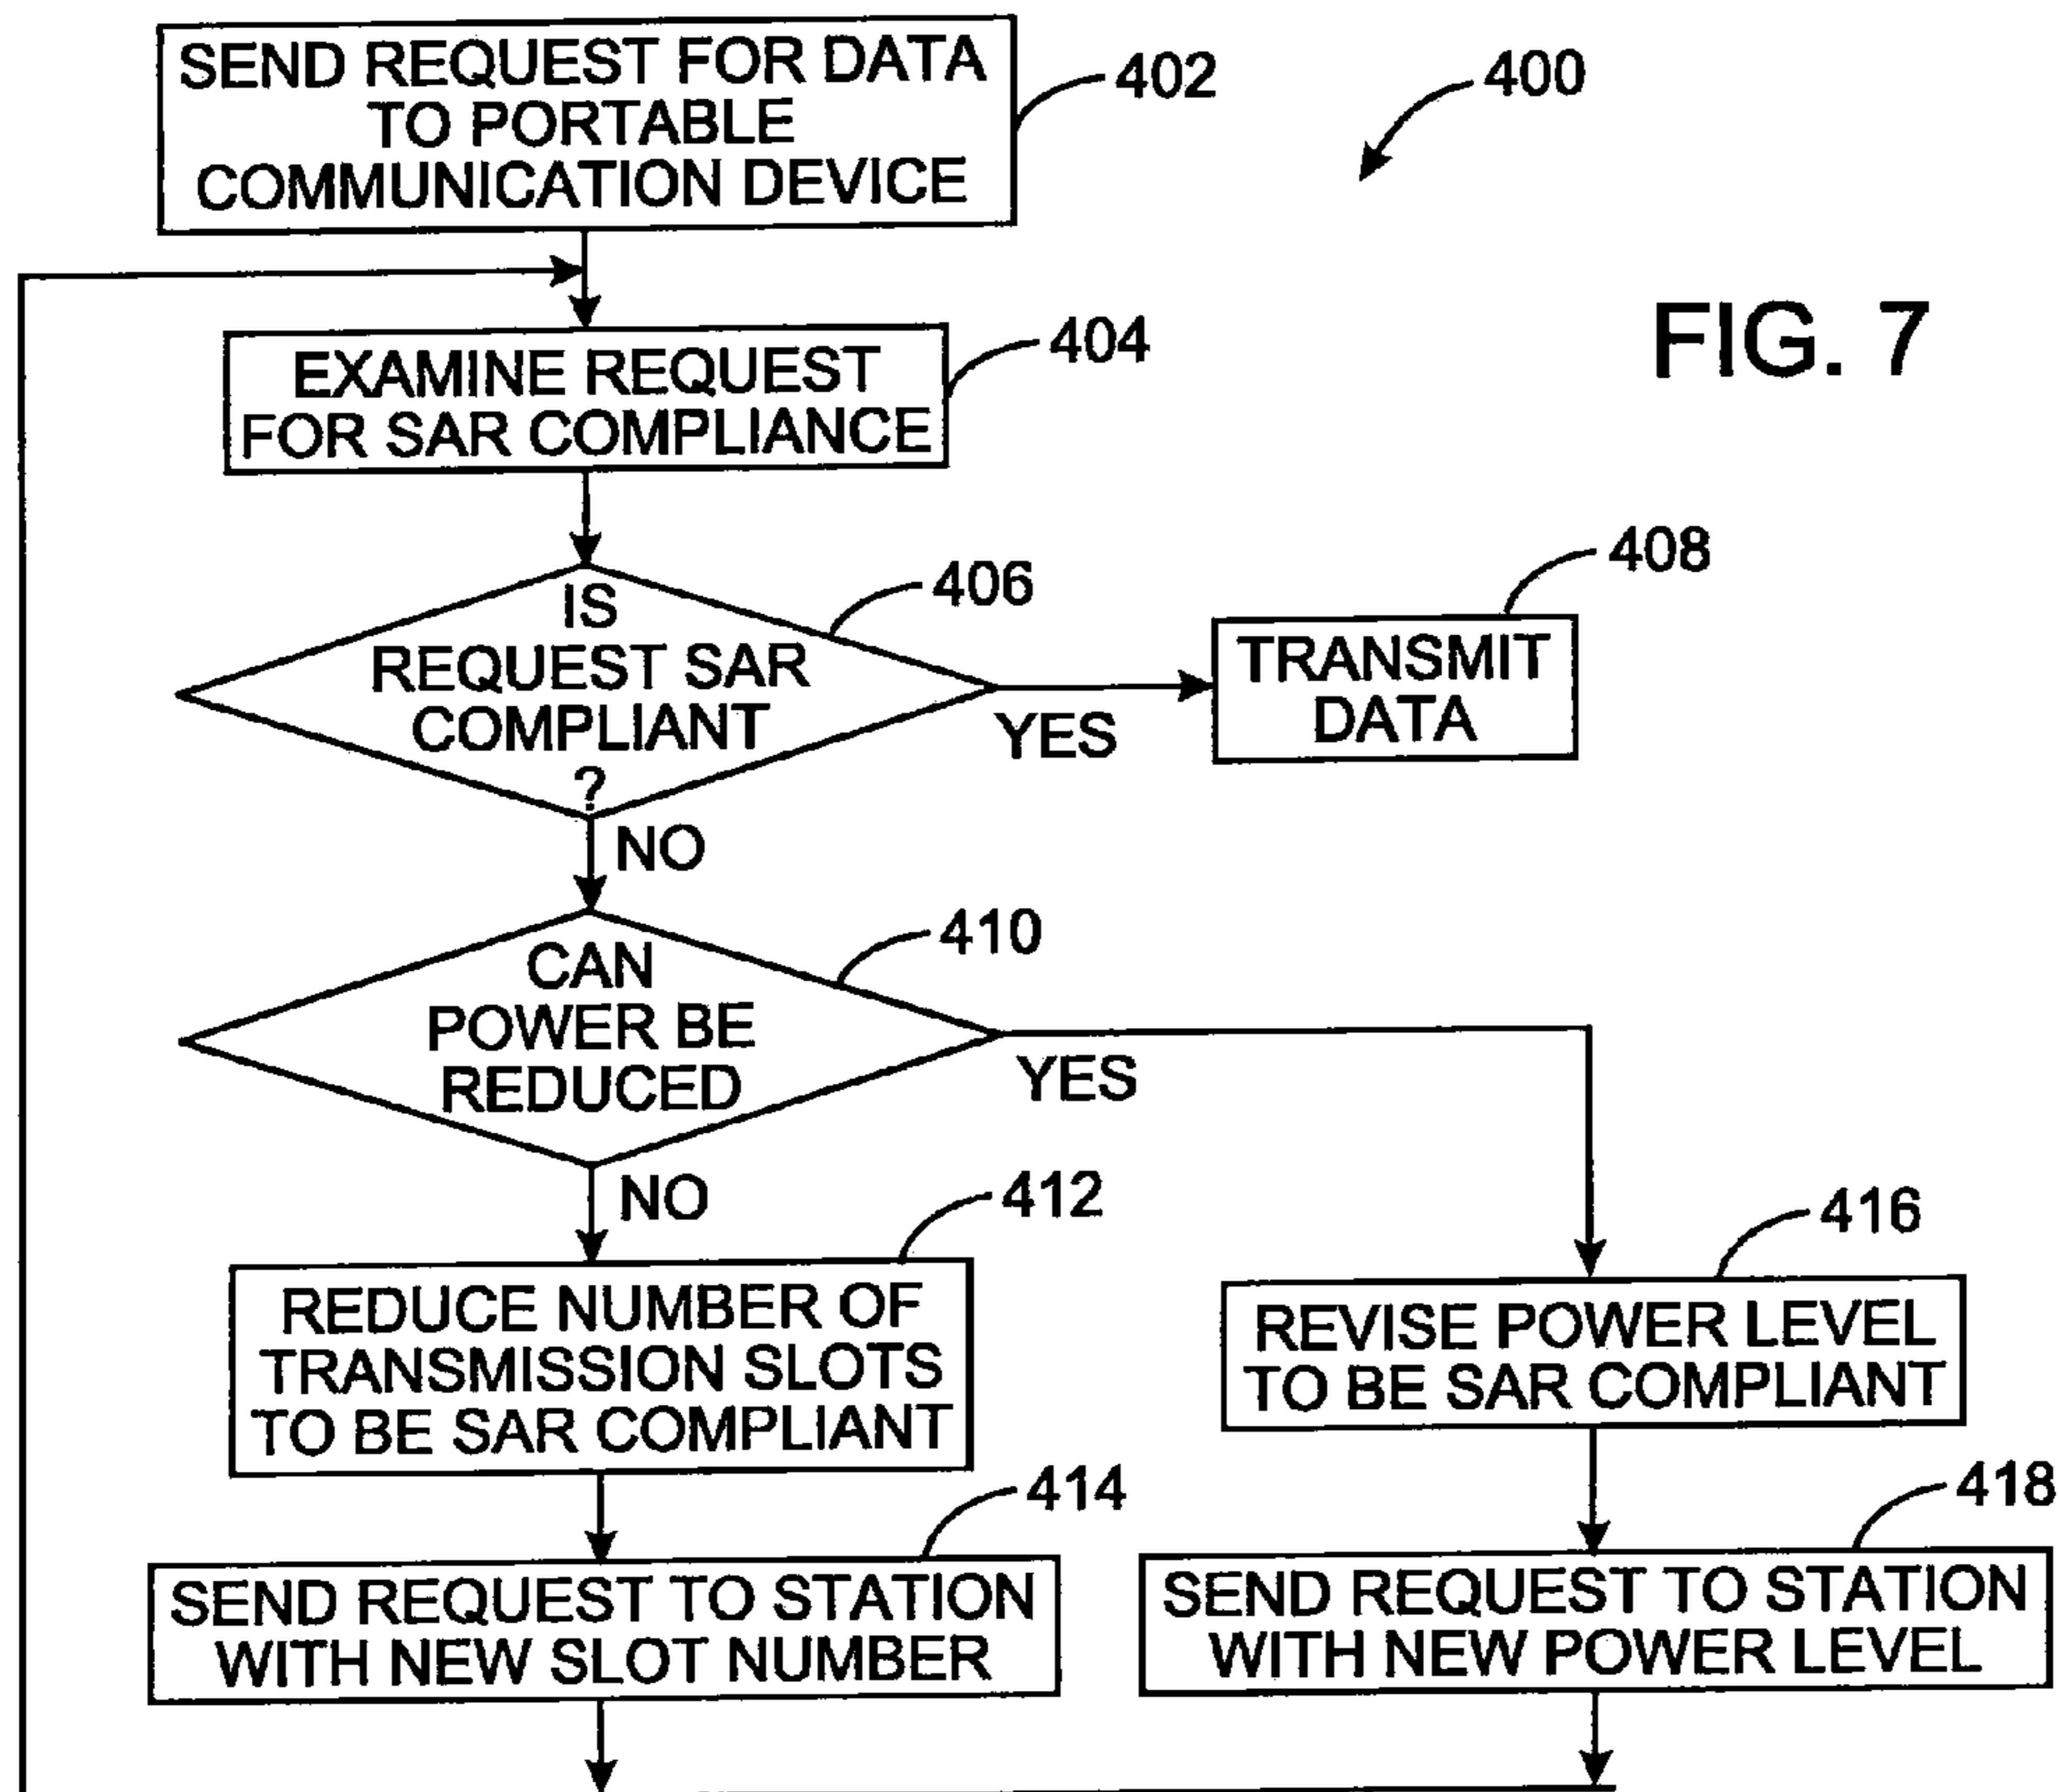 SEND REQUEST FOR DATA
TO PORTABLE
COMMUNICATION DEVICE
402
400
FIG. 7
EXAMINE REQUEST
FOR SAR COMPLIANCE
404
IS
REQUEST SAR
COMPLIANT
?
406
YES
TRANSMIT
DATA
408
NO
CAN
POWER BE
REDUCED
410
YES
NO
REDUCE NUMBER OF
TRANSMISSION SLOTS
TO BE SAR COMPLIANT
412
REVISE POWER LEVEL
TO BE SAR COMPLIANT
416
SEND REQUEST TO STATION
WITH NEW SLOT NUMBER
414
SEND REQUEST TO STATION
WITH NEW POWER LEVEL
418